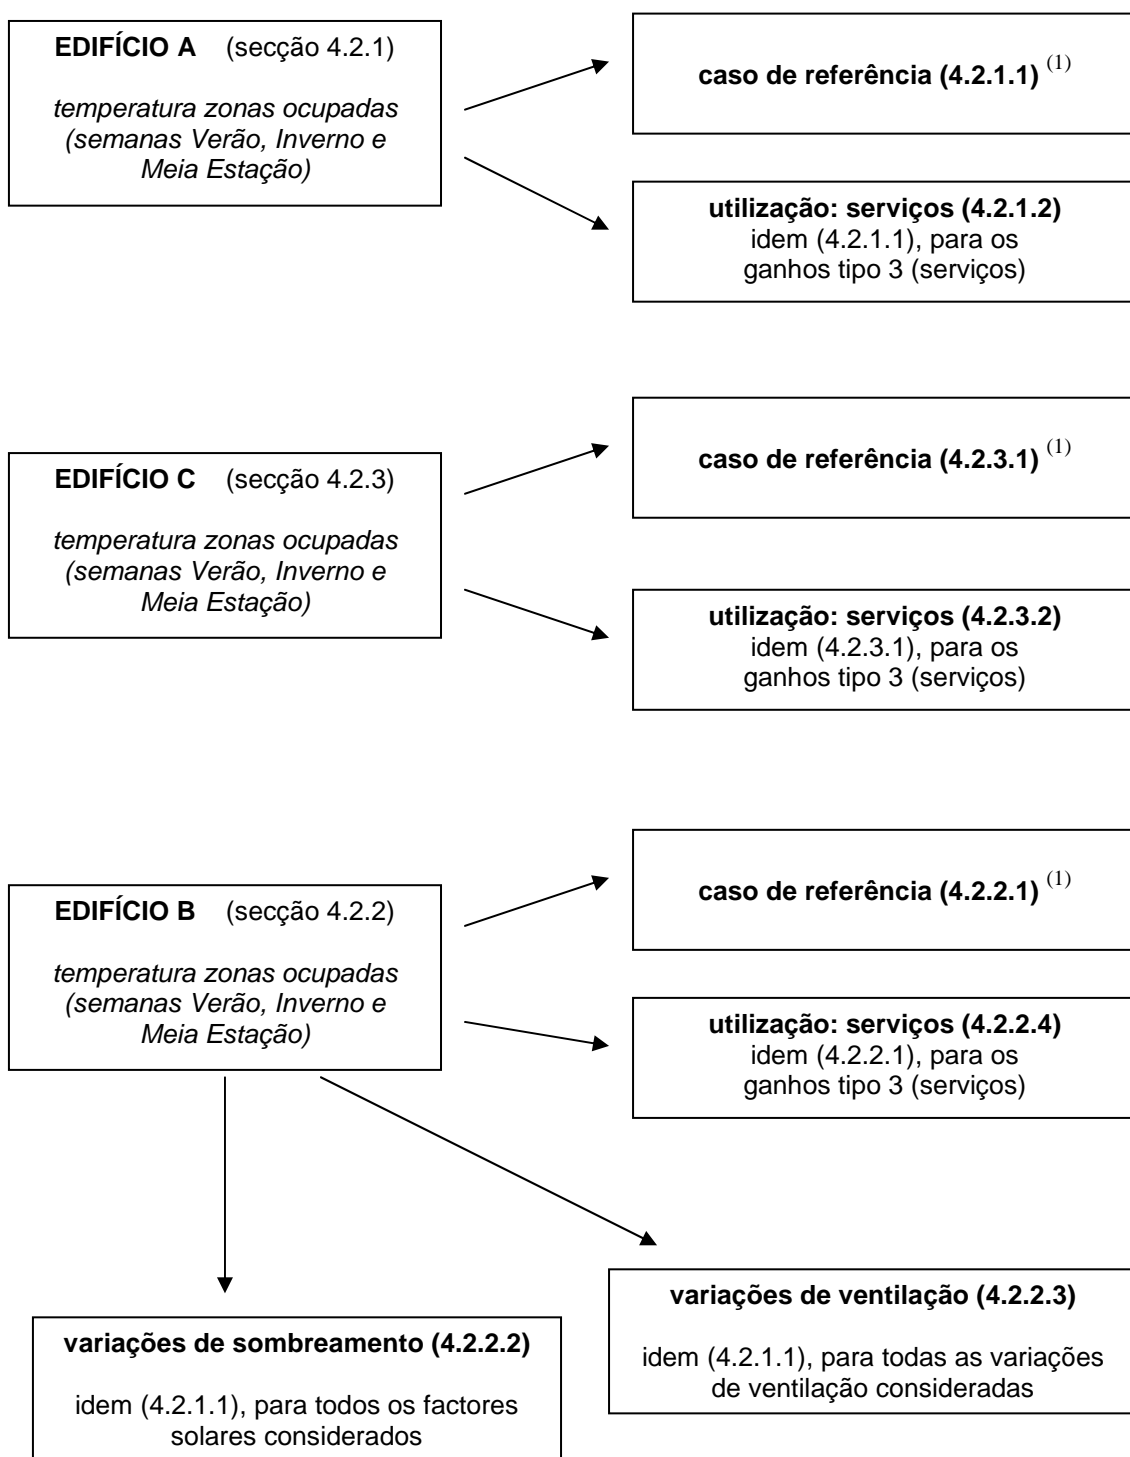 EDIFÍCIO A (secção 4.2.1)
temperatura zonas ocupadas
(semanas Verão, Inverno e
Meia Estação)
caso de referência (4.2.1.1) (1)
utilização: serviços (4.2.1.2)
idem (4.2.1.1), para os
ganhos tipo 3 (serviços)
EDIFÍCIO C (secção 4.2.3)
temperatura zonas ocupadas
(semanas Verão, Inverno e
Meia Estação)
caso de referência (4.2.3.1) (1)
utilização: serviços (4.2.3.2)
idem (4.2.3.1), para os
ganhos tipo 3 (serviços)
EDIFÍCIO B (secção 4.2.2)
temperatura zonas ocupadas
(semanas Verão, Inverno e
Meia Estação)
caso de referência (4.2.2.1) (1)
utilização: serviços (4.2.2.4)
idem (4.2.2.1), para os
ganhos tipo 3 (serviços)
variações de sombreamento (4.2.2.2)
idem (4.2.1.1), para todos os factores
solares considerados
variações de ventilação (4.2.2.3)
idem (4.2.1.1), para todas as variações
de ventilação consideradas